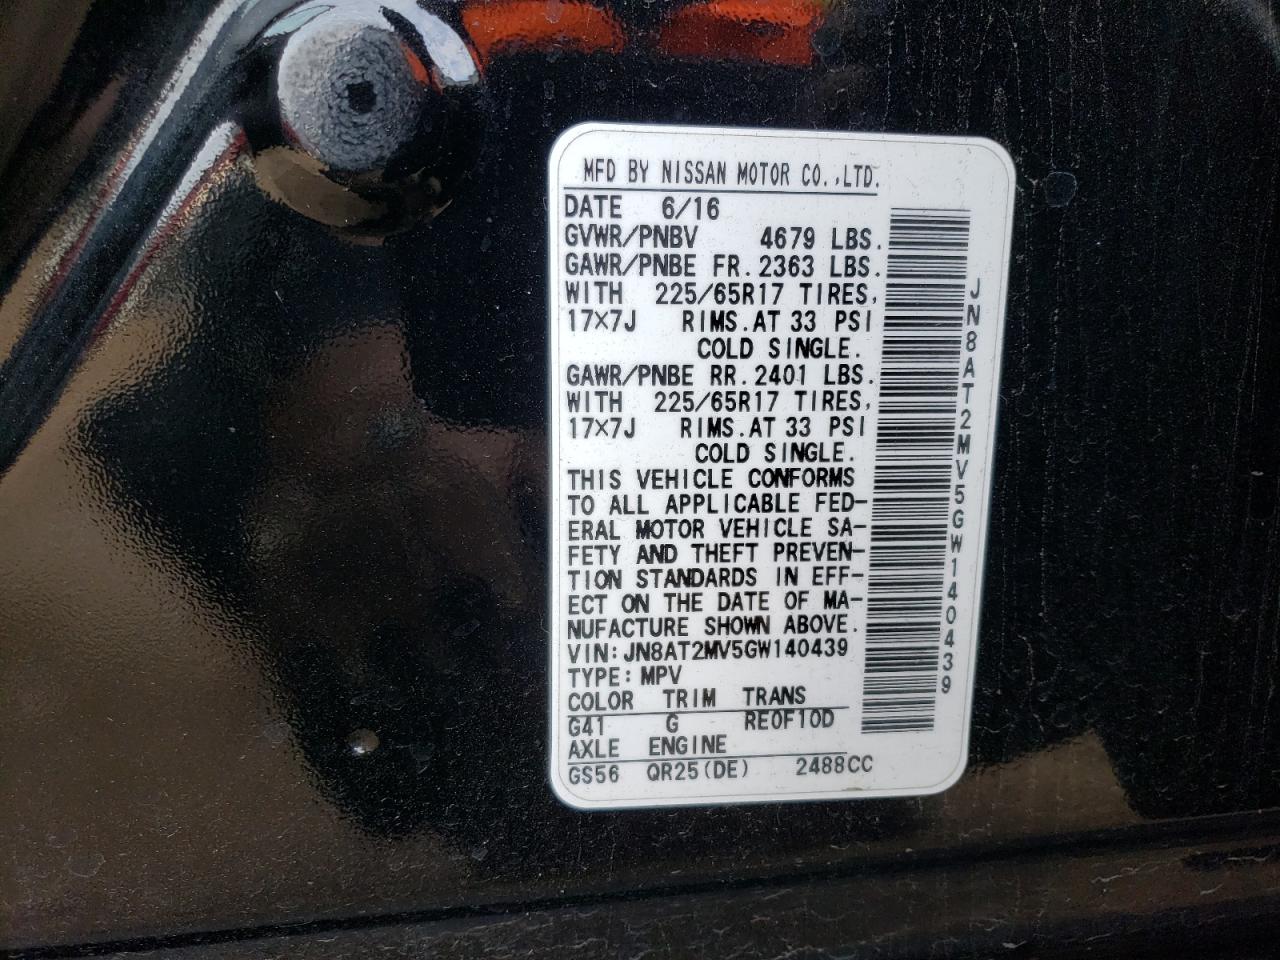 MFD BY NISSAN MOTOR CO.,LTD.
DATE 6/16
GVWR/PNBV 4679 LBS.
GAWR/PNBE FR.2363 LBS.
WITH 225/65R17 TIRES,
17×7J RIMS.AT 33 PSI
COLD SINGLE.
GAWR/PNBE RR.2401 LBS.
WITH 225/65R17 TIRES,
17×7J RIMS.AT 33 PSI
COLD SINGLE.
THIS VEHICLE CONFORMS
TO ALL APPLICABLE FED-
ERAL MOTOR VEHICLE SA-
FETY AND THEFT PREVEN-
TION STANDARDS IN EFF-
ECT ON THE DATE OF MA-
NUFACTURE SHOWN ABOVE.
VIN:JN8AT2MV5GW140439
TYPE:MPV
COLOR TRIM TRANS
G41 G RE0F10D
AXLE ENGINE
GS56 QR25(DE) 2488CC
JN8AT2MV5GW140439